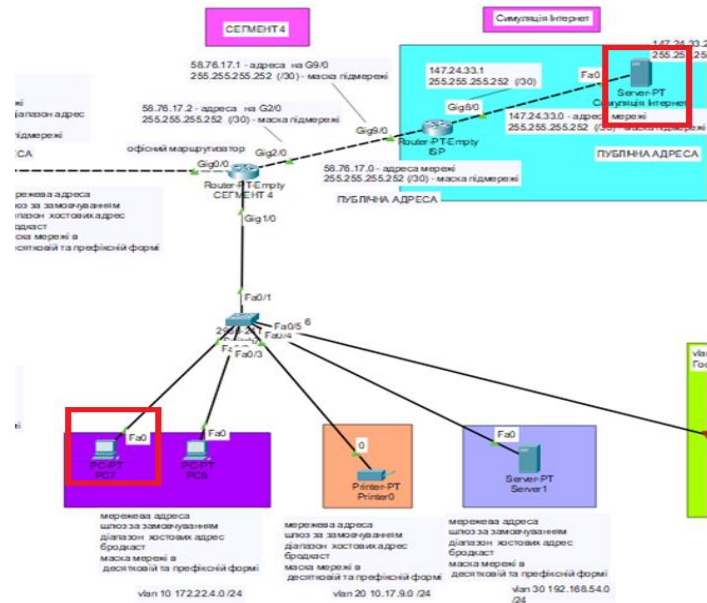 СЕГМЕНТ 4
Симуляція Інтернет
58.76.17.1 - адреса на G9/0
255.255.255.252 (/30) - маска підмережі
147.24.33.2
255.255.25
147.24.33.1
255.255.255.252 (/30)
Fa0
Server-PT
Симуляція Інтернет
58.76.17.2 - адреса на G2/0
255.255.255.252 (/30) - маска підмережі
Gig8/0
147.24.33.0 - адреса мережі
255.255.255.252 (/30) - маска підмережі
Gig9/0
Router-PT-Empty
ISP
ПУБЛІЧНА АДРЕСА
жі
діапазон адрес
підмережі
ЕСА
офісний маршрутизатор
Gig2/0
Gig0/0
Router-PT-Empty
СЕГМЕНТ 4
58.76.17.0 - адреса мережі
255.255.255.252 (/30) - маска підмережі
ПУБЛІЧНА АДРЕСА
мережева адреса
шлюз за замовчуванням
діапазон хостових адрес
бродкаст
маска мережі в
десятковій та префіксній формі
Gig1/0
Fa0/1
Fa0/5
6
Fa0/4
Fa0/3
vlan
Гос
Fa0
PC-PT
PC7
Fa0
PC-PT
0
Printer-PT
Printer0
Fa0
Server-PT
Server1
мережева адреса
шлюз за замовчуванням
діапазон хостових адрес
бродкаст
маска мережі в
десятковій та префіксній формі
vlan 10 172.22.4.0 /24
мережева адреса
шлюз за замовчуванням
діапазон хостових адрес
бродкаст
маска мережі в
десятковій та префіксній формі
vlan 20 10.17.9.0 /24
мережева адреса
шлюз за замовчуванням
діапазон хостових адрес
бродкаст
маска мережі в
десятковій та префіксній формі
vlan 30 192.168.54.0
/24